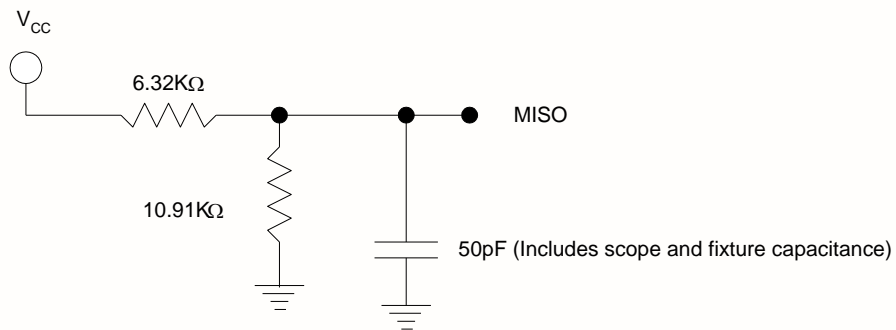 V_CC
6.32KΩ
MISO
10.91KΩ
50pF (Includes scope and fixture capacitance)